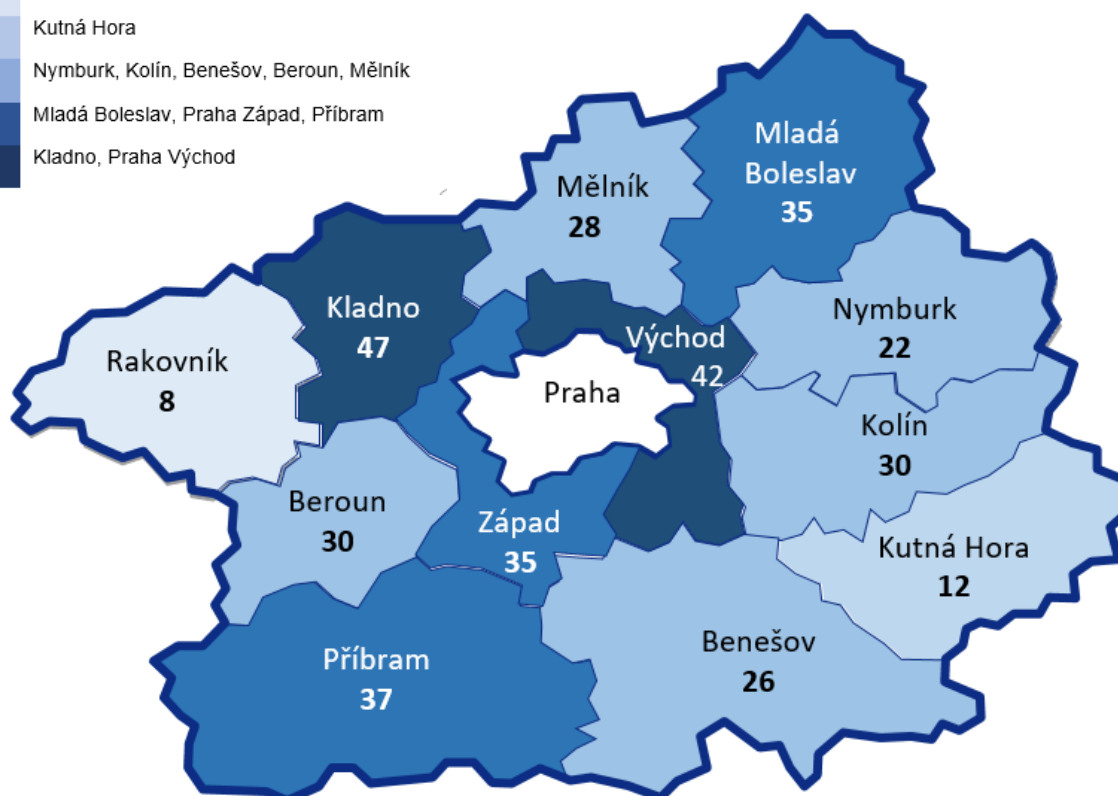 Kutná Hora
Nymburk, Kolín, Benešov, Beroun, Mělník
Mladá Boleslav, Praha Západ, Příbram
Kladno, Praha Východ
Mladá
Boleslav
35
Mělník
28
Kladno
47
Nymburk
22
Východ
42
Rakovník
8
Praha
Kolín
30
Beroun
30
Západ
35
Kutná Hora
12
Benešov
26
Příbram
37